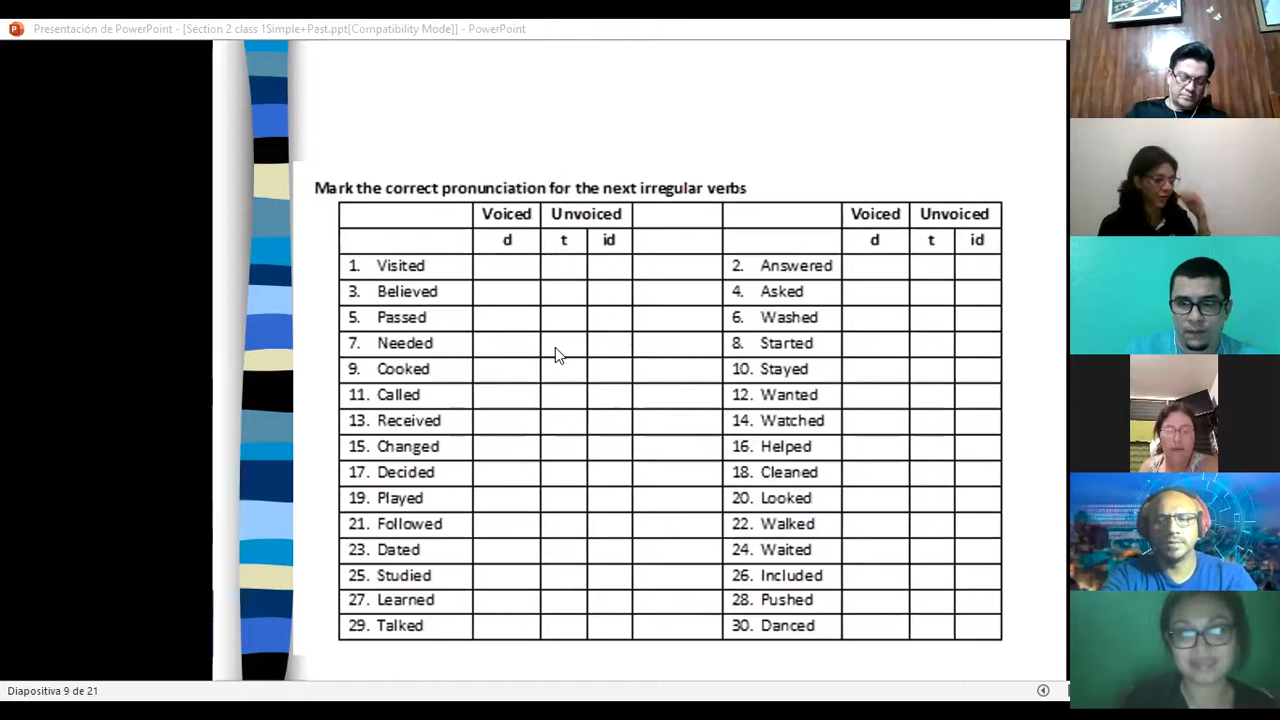 Presentación de PowerPoint - [Section 2 class 1Simple+Past.ppt[Compatibility Mode]] - PowerPoint
Mark the correct pronunciation for the next irregular verbs
Voiced Unvoiced Voiced Unvoiced
d t id d t id
1. Visited 2. Answered
3. Believed 4. Asked
5. Passed 6. Washed
7. Needed 8. Started
9. Cooked 10. Stayed
11. Called 12. Wanted
13. Received 14. Watched
15. Changed 16. Helped
17. Decided 18. Cleaned
19. Played 20. Looked
21. Followed 22. Walked
23. Dated 24. Waited
25. Studied 26. Included
27. Learned 28. Pushed
29. Talked 30. Danced
Diapositiva 9 de 21